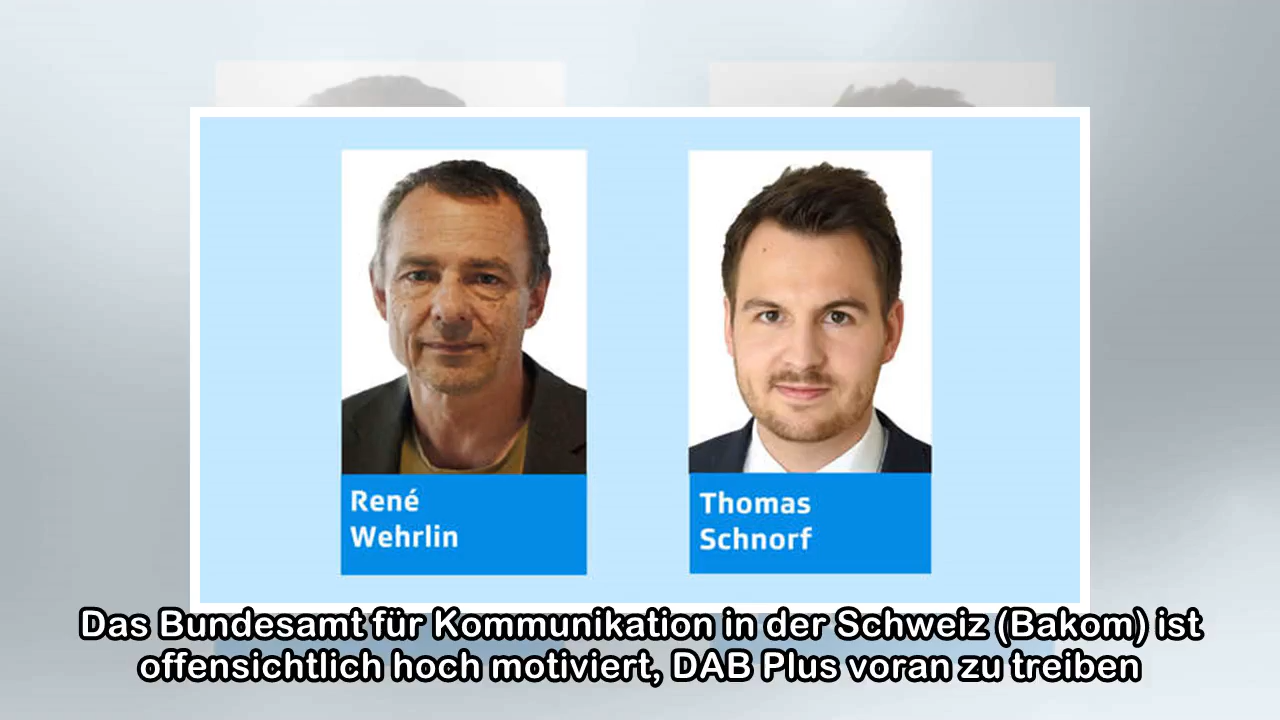 René
Wehrlin
Thomas
Schnorf
Das Bundesamt für Kommunikation in der Schweiz (Bakom) ist
offensichtlich hoch motiviert, DAB Plus voran zu treiben